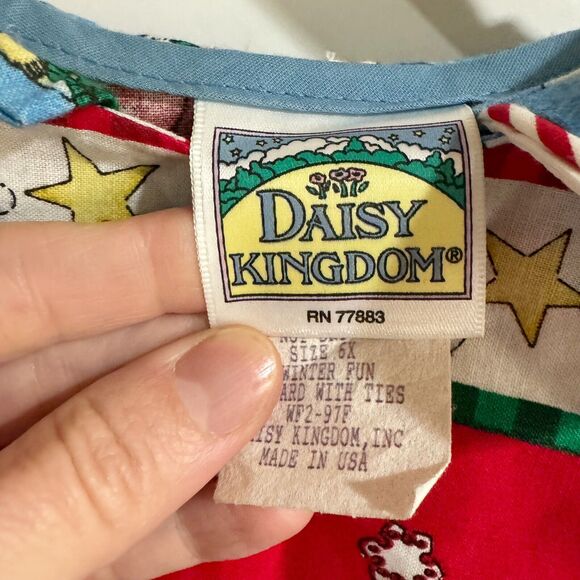 DAISY
KINGDOM®
RN 77883
SIZE 6X
WINTER FUN
WITH TIES
WF2-97F
KINGDOM, INC
MADE IN USA